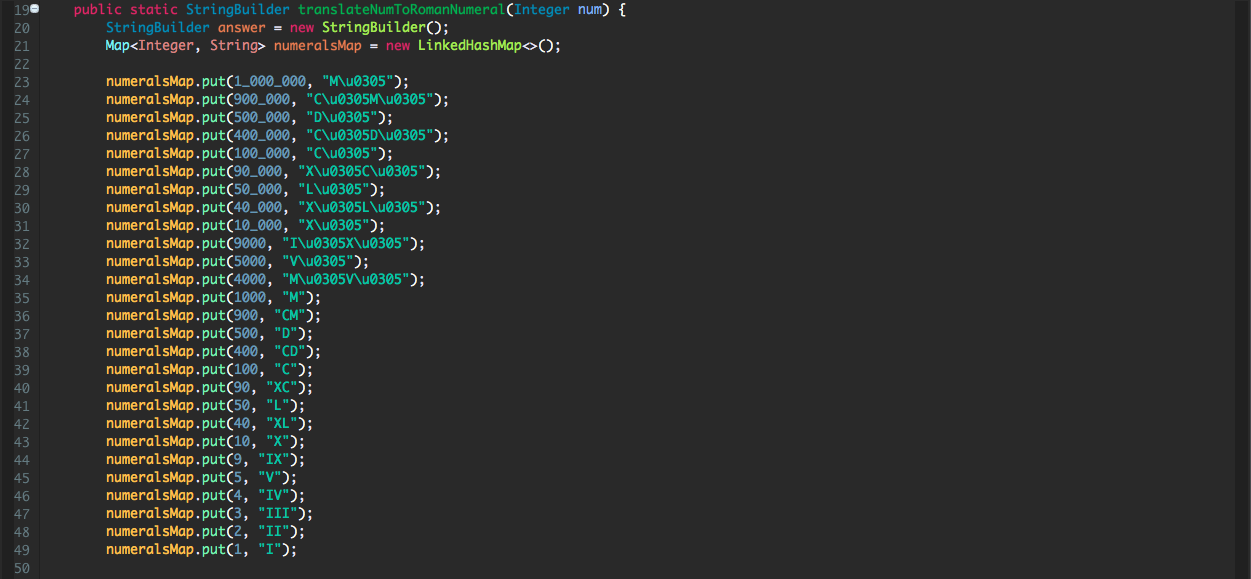 19 public static StringBuilder translateNumToRomanNumeral(Integer num) {
20 StringBuilder answer = new StringBuilder();
21 Map<Integer, String> numeralsMap = new LinkedHashMap<>();
22
23 numeralsMap.put(1_000_000, "M\u0305");
24 numeralsMap.put(900_000, "C\u0305M\u0305");
25 numeralsMap.put(500_000, "D\u0305");
26 numeralsMap.put(400_000, "C\u0305D\u0305");
27 numeralsMap.put(100_000, "C\u0305");
28 numeralsMap.put(90_000, "X\u0305C\u0305");
29 numeralsMap.put(50_000, "L\u0305");
30 numeralsMap.put(40_000, "X\u0305L\u0305");
31 numeralsMap.put(10_000, "X\u0305");
32 numeralsMap.put(9000, "I\u0305X\u0305");
33 numeralsMap.put(5000, "V\u0305");
34 numeralsMap.put(4000, "M\u0305V\u0305");
35 numeralsMap.put(1000, "M");
36 numeralsMap.put(900, "CM");
37 numeralsMap.put(500, "D");
38 numeralsMap.put(400, "CD");
39 numeralsMap.put(100, "C");
40 numeralsMap.put(90, "XC");
41 numeralsMap.put(50, "L");
42 numeralsMap.put(40, "XL");
43 numeralsMap.put(10, "X");
44 numeralsMap.put(9, "IX");
45 numeralsMap.put(5, "V");
46 numeralsMap.put(4, "IV");
47 numeralsMap.put(3, "III");
48 numeralsMap.put(2, "II");
49 numeralsMap.put(1, "I");
50